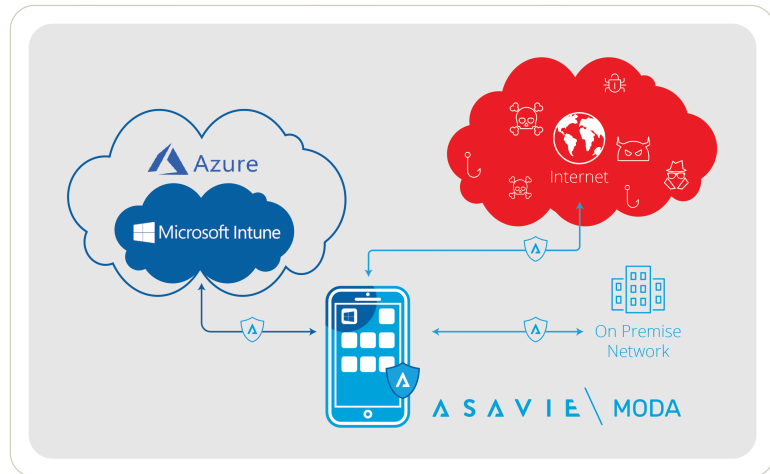 Azure
Microsoft Intune
Internet
On Premise
Network
ASAVIE\MODA